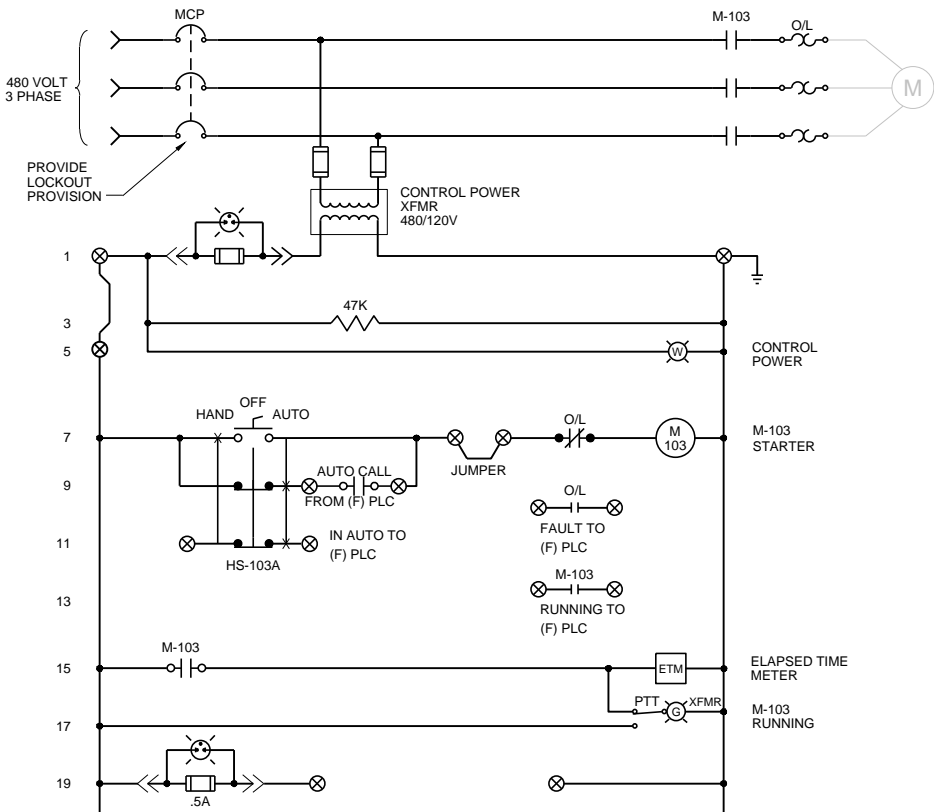 MCP
M-103
O/L
480 VOLT
3 PHASE
M
PROVIDE
LOCKOUT
PROVISION
CONTROL POWER
XFMR
480/120V
1
3
47K
5
W
CONTROL
POWER
7
HAND
OFF
AUTO
O/L
M
103
M-103
STARTER
JUMPER
9
AUTO CALL
FROM (F) PLC
O/L
FAULT TO
(F) PLC
11
IN AUTO TO
(F) PLC
HS-103A
13
M-103
RUNNING TO
(F) PLC
15
M-103
ETM
ELAPSED TIME
METER
PTT
G
XFMR
M-103
RUNNING
17
19
.5A